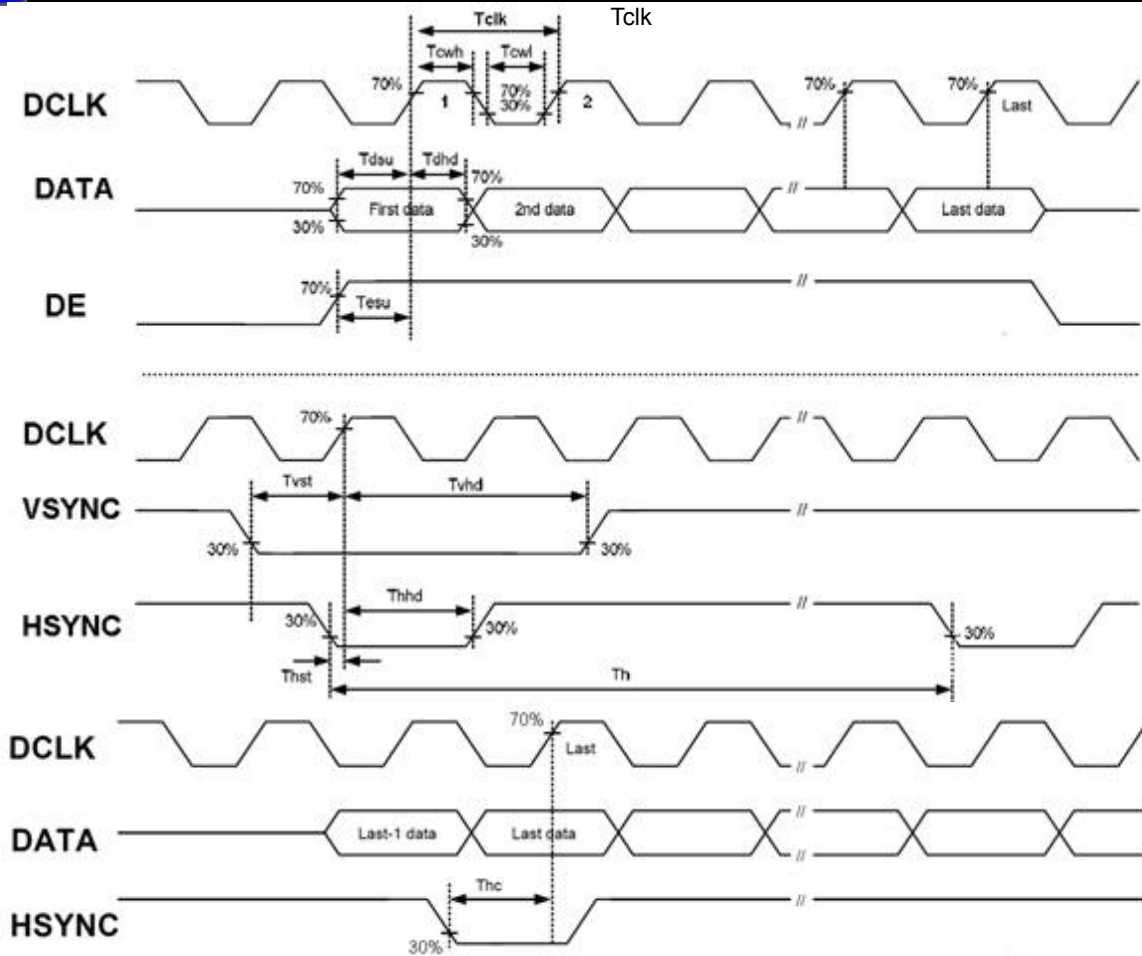 Tclk
Tclk
Tcwh Tcwl
DCLK 70% 1 70% 30% 2 70% 70% Last
Tdsu Tdhd
DATA 70% 70%
First data 2nd data // Last data
30% 30%
DE 70% //
Tesu
DCLK 70% //
Tvst Tvhd
VSYNC //
30% 30%
Thhd
HSYNC 30% 30% // 30%
Thst Th
DCLK 70% Last //
DATA Last-1 data Last data //
Thc
HSYNC 30% //